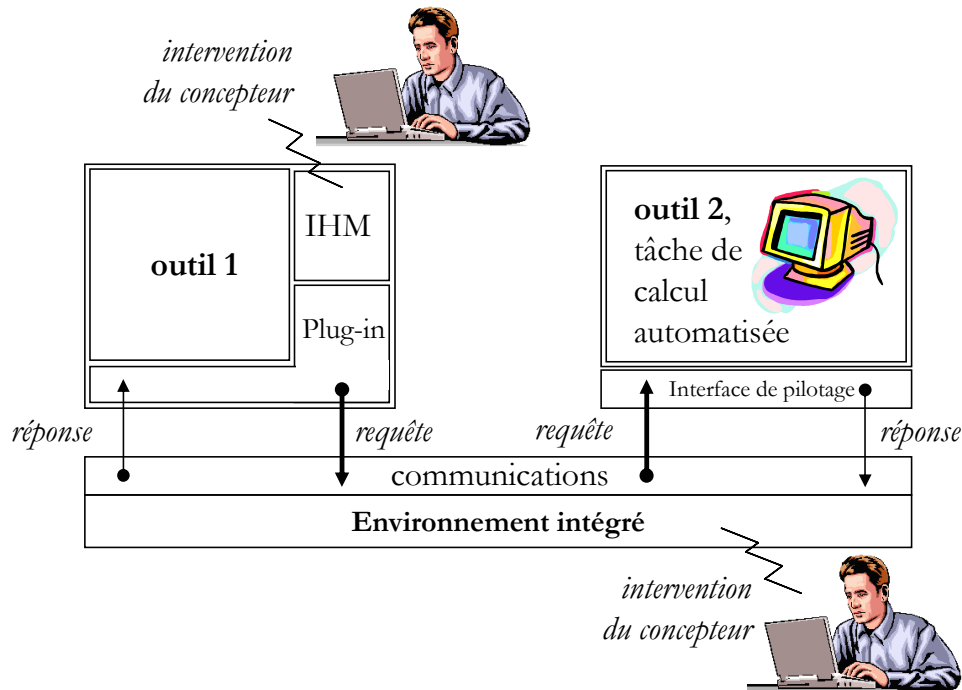 intervention
du concepteur
outil 1
IHM
Plug-in
outil 2,
tâche de
calcul
automatisée
Interface de pilotage
réponse
requête
requête
réponse
communications
Environnement intégré
intervention
du concepteur